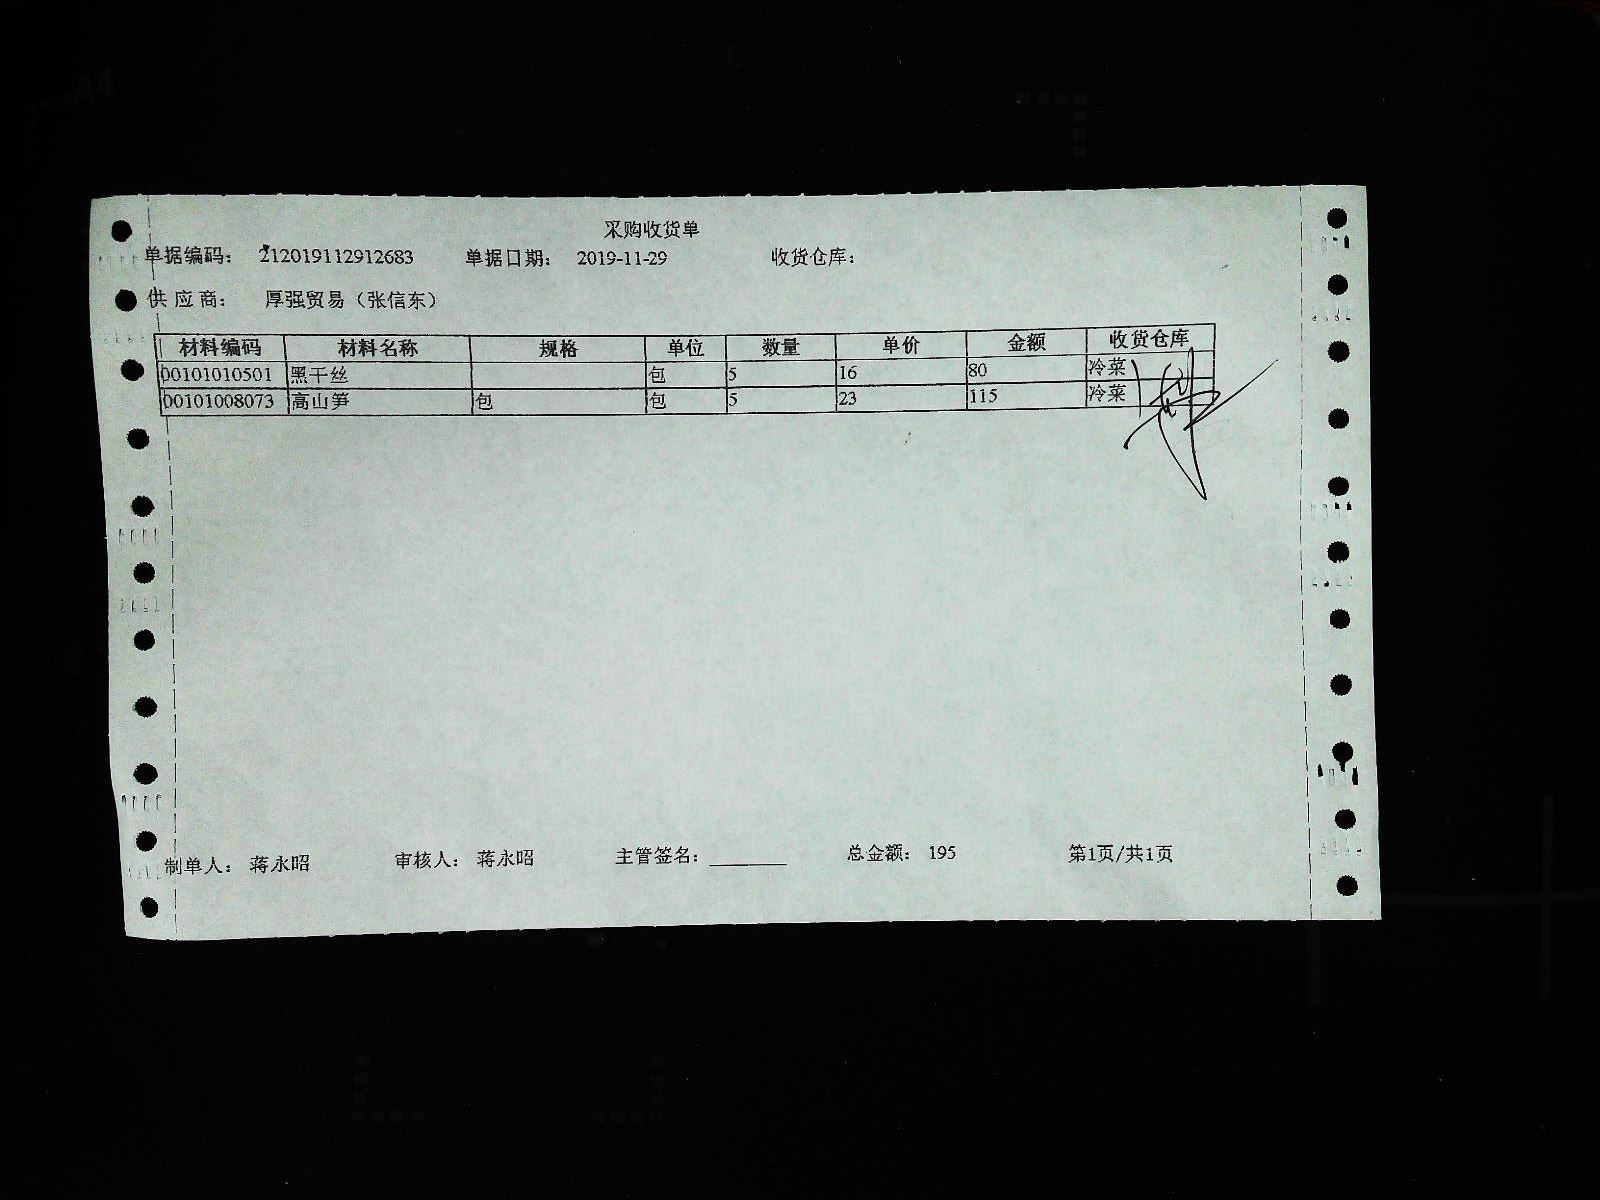 采购收货单
单据编码： 212019112912683 单据日期： 2019-11-29 收货仓库：
供应商： 厚强贸易（张信东）
材料编码 材料名称 规格 单位 数量 单价 金额 收货仓库
00101010501 黑干丝 包 5 16 80 冷菜
00101008073 高山笋 包 包 5 23 115 冷菜
制单人： 蒋永昭 审核人： 蒋永昭 主管签名： 总金额： 195 第1页/共1页